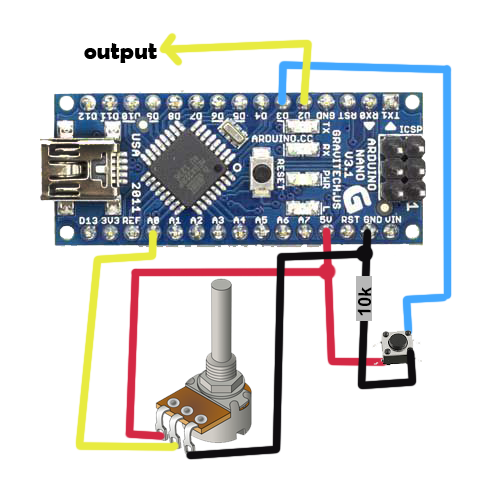 output
D12 D11 D10 D9 D8 D7 D6 D5 D4 D3 D2 GND RST RX0 TX1
ICSP
TX RX PWR L
ARDUINO.CC
RESET
USA
2011
GRAVITECH.US
ARDUINO
NANO
V3.1
G
1
D13 3V3 REF A0 A1 A2 A3 A4 A5 A6 A7 5V RST GND VIN
10k